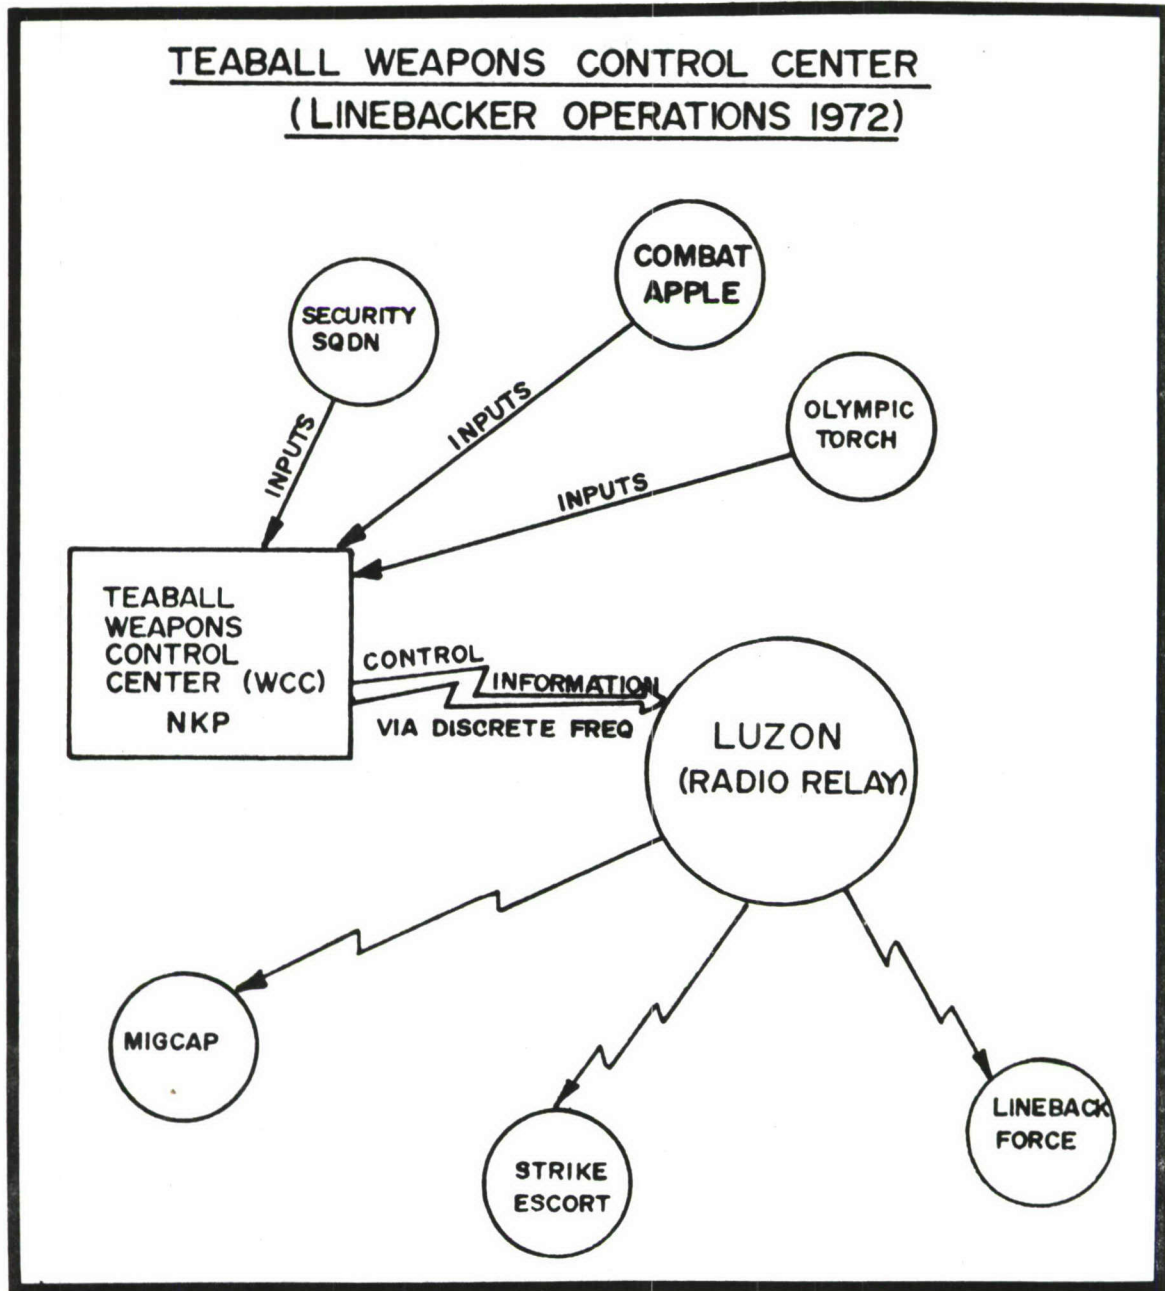 TEABALL WEAPONS CONTROL CENTER
(LINEBACKER OPERATIONS 1972)
COMBAT
APPLE
SECURITY
SQDN
OLYMPIC
TORCH
INPUTS
INPUTS
INPUTS
TEABALL
WEAPONS
CONTROL
CENTER (WCC)
NKP
CONTROL
INFORMATION
VIA DISCRETE FREQ
LUZON
(RADIO RELAY)
MIGCAP
STRIKE
ESCORT
LINEBACK
FORCE